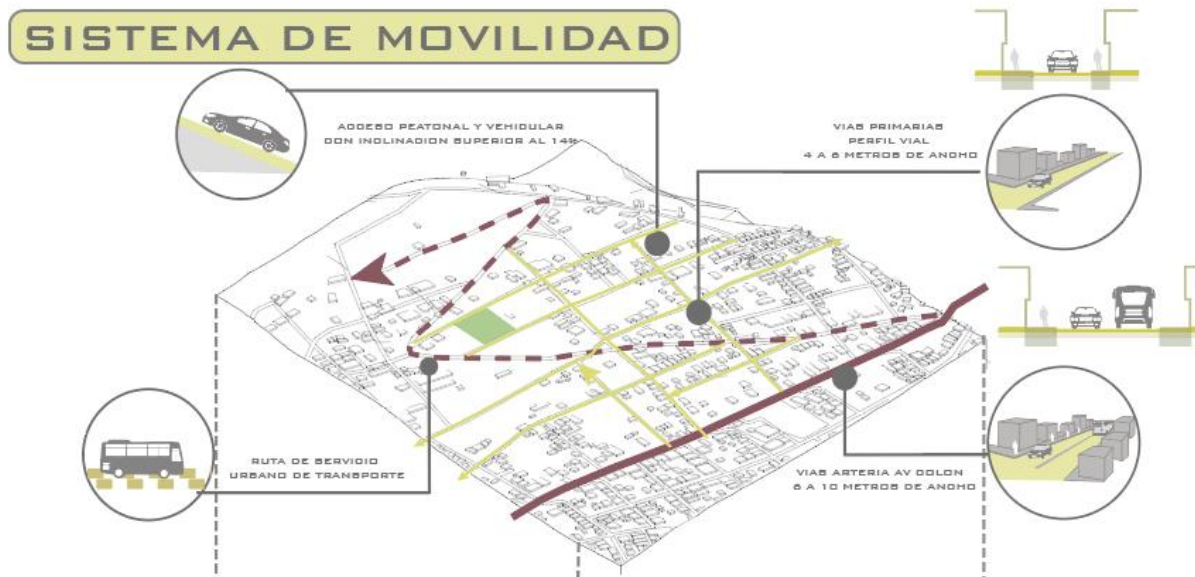 SISTEMA DE MOVILIDAD
ACCESO PEATONAL Y VEHICULAR
CON INCLINACION SUPERIOR AL 14%
VIAS PRIMARIAS
PERFIL VIAL
4 A 6 METROS DE ANCHO
RUTA DE SERVICIO
URBANO DE TRANSPORTE
VIAS ARTERIA AV COLON
6 A 10 METROS DE ANCHO